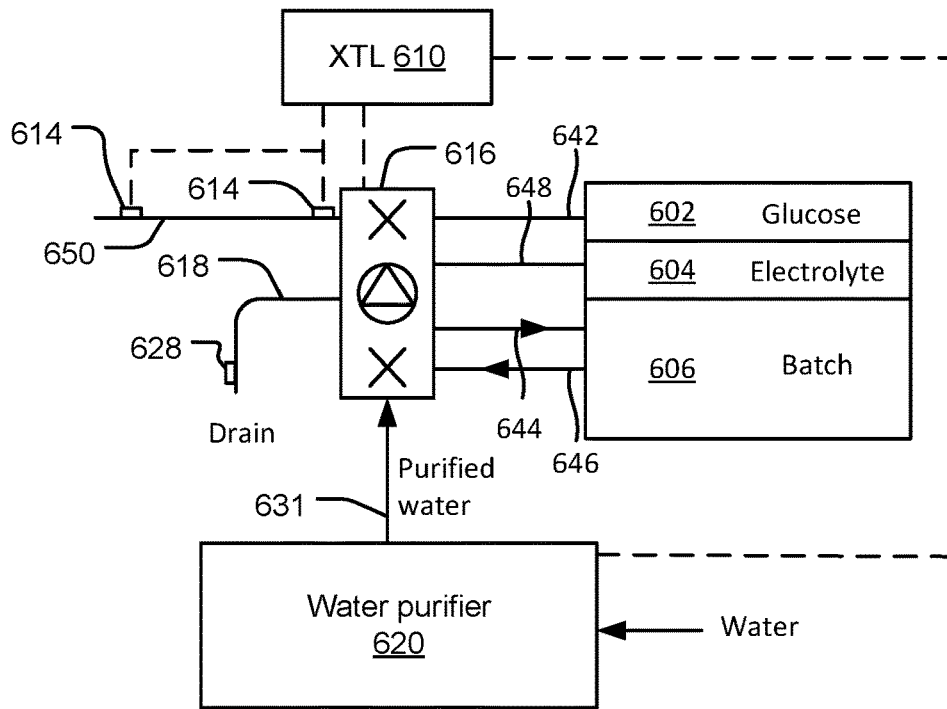 XTL 610
614
616
642
614
648
602 Glucose
650
618
604 Electrolyte
628
606 Batch
644
Drain
646
Purified
water
631
Water purifier
620
Water